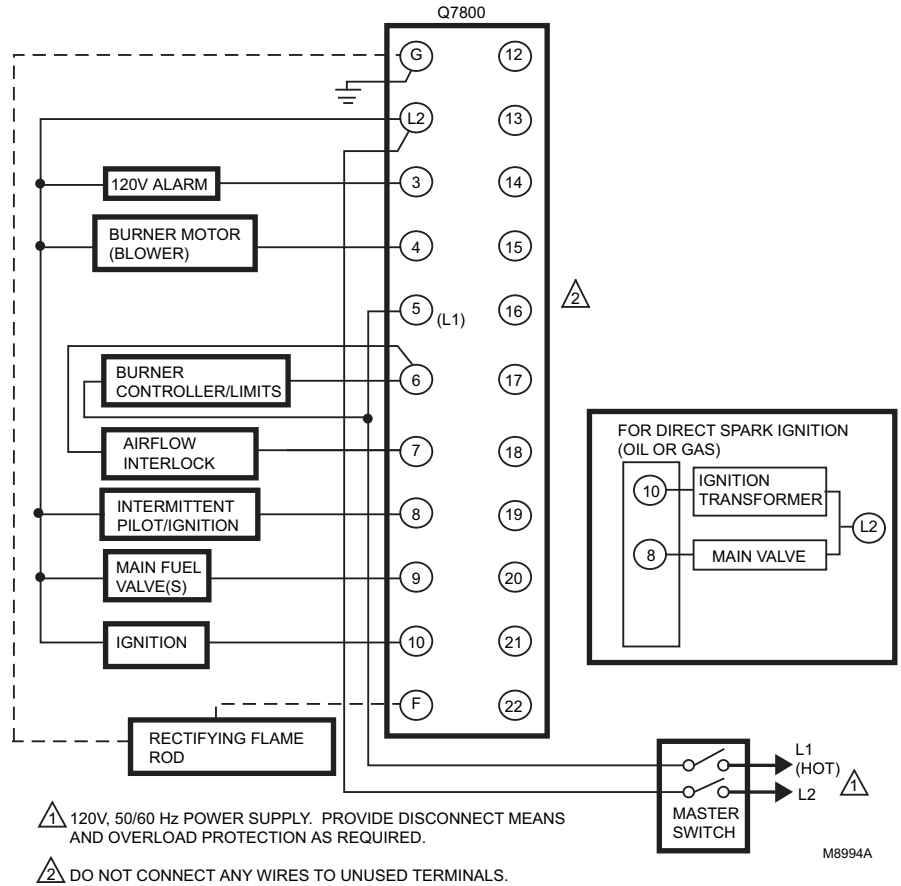 Q7800
G 12
L2 13
120V ALARM 3 14
BURNER MOTOR
(BLOWER) 4 15
5 (L1) 16
2
BURNER
CONTROLLER/LIMITS 6 17
AIRFLOW
INTERLOCK 7 18
INTERMITTENT
PILOT/IGNITION 8 19
MAIN FUEL
VALVE(S) 9 20
IGNITION 10 21
F 22
RECTIFYING FLAME
ROD
FOR DIRECT SPARK IGNITION
(OIL OR GAS)
10 IGNITION
TRANSFORMER
L2
8 MAIN VALVE
L1
(HOT)
1
L2
MASTER
SWITCH
1 120V, 50/60 Hz POWER SUPPLY. PROVIDE DISCONNECT MEANS
AND OVERLOAD PROTECTION AS REQUIRED.
M8994A
2 DO NOT CONNECT ANY WIRES TO UNUSED TERMINALS.